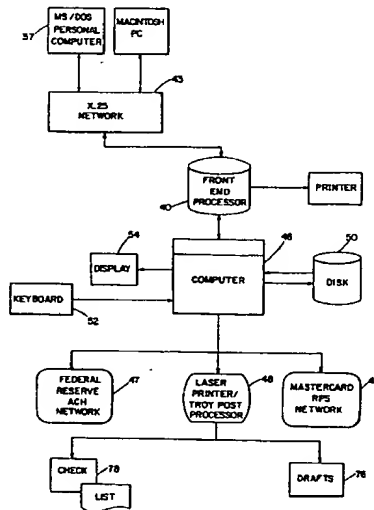 MS/DOS
PERSONAL
COMPUTER
MACINTOSH
PC
57
43
X.25
NETWORK
FRONT
END
PROCESSOR
40
PRINTER
54
46
50
DISPLAY
COMPUTER
DISK
KEYBOARD
52
FEDERAL
RESERVE
ACH NETWORK
47
LASER
PRINTER/
TROY POST
PROCESSOR
48
MASTERCARD
RPS
NETWORK
CHECK
78
LIST
DRAFTS
76